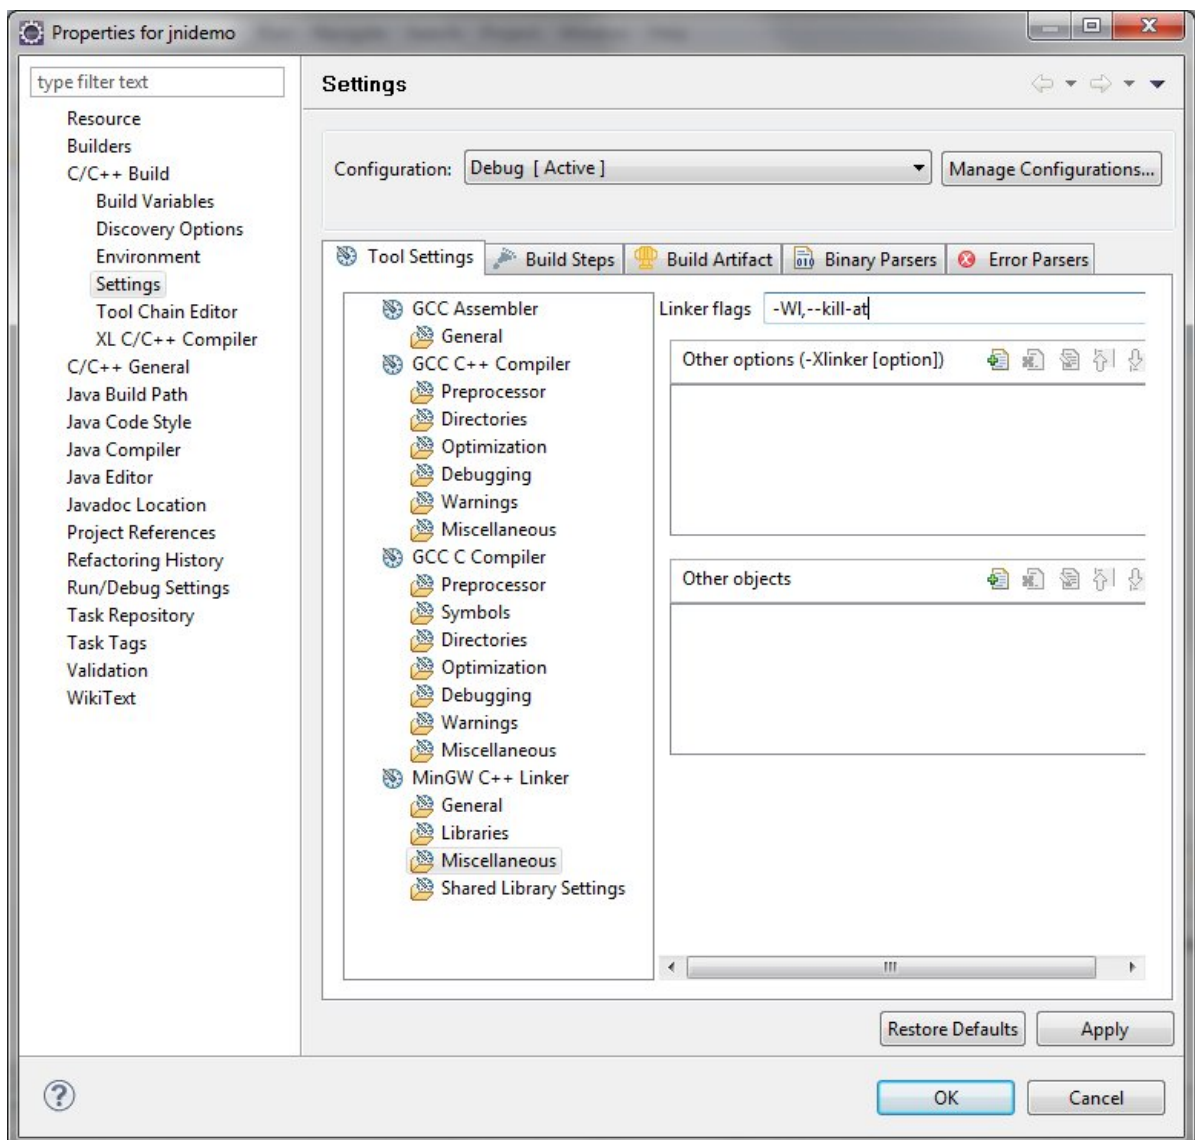 Properties for jnidemo
type filter text
Resource
Builders
C/C++ Build
Build Variables
Discovery Options
Environment
Settings
Tool Chain Editor
XL C/C++ Compiler
C/C++ General
Java Build Path
Java Code Style
Java Compiler
Java Editor
Javadoc Location
Project References
Refactoring History
Run/Debug Settings
Task Repository
Task Tags
Validation
WikiText
Settings
Configuration: Debug [ Active ] Manage Configurations...
Tool Settings Build Steps Build Artifact Binary Parsers Error Parsers
GCC Assembler
General
GCC C++ Compiler
Preprocessor
Directories
Optimization
Debugging
Warnings
Miscellaneous
GCC C Compiler
Preprocessor
Symbols
Directories
Optimization
Debugging
Warnings
Miscellaneous
MinGW C++ Linker
General
Libraries
Miscellaneous
Shared Library Settings
Linker flags -Wl,--kill-at
Other options (-Xlinker [option])
Other objects
Restore Defaults Apply
OK Cancel